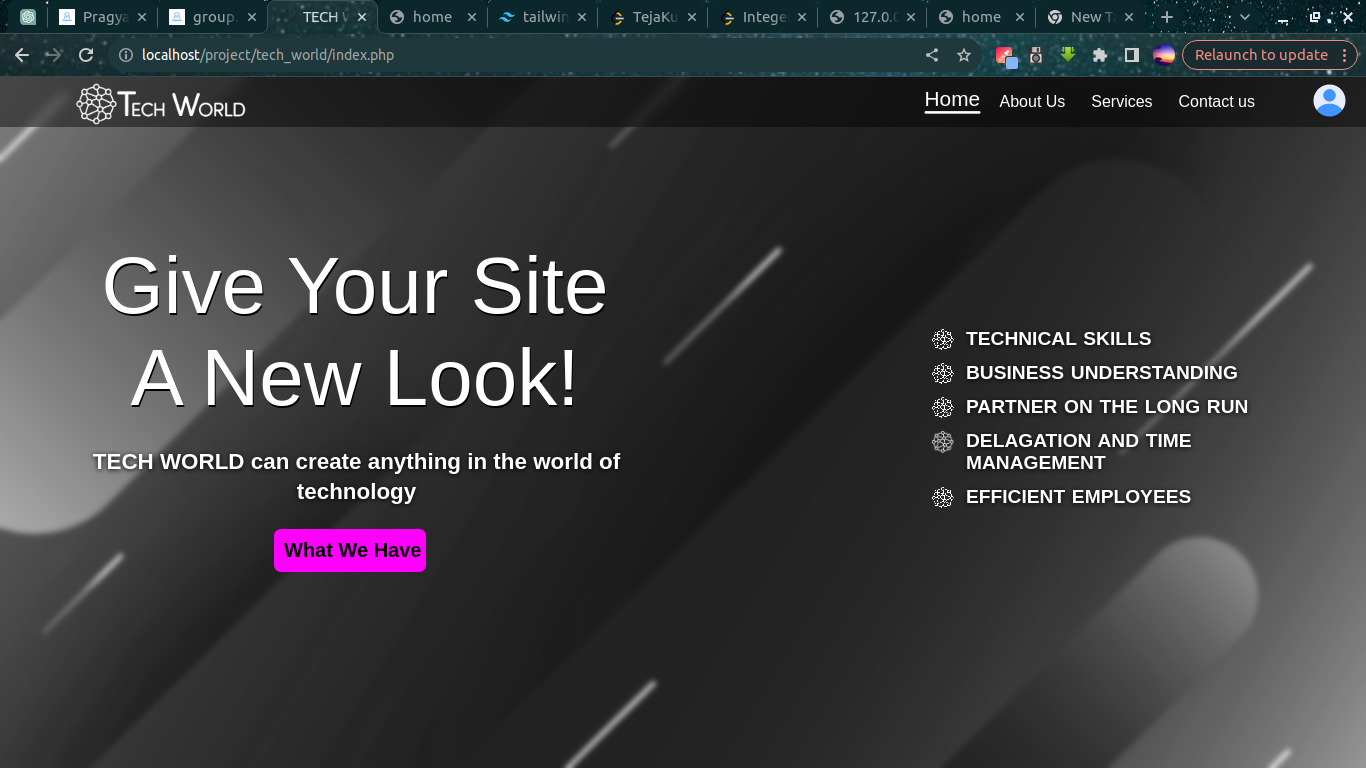 Pragya
group.
TECH W
home
tailwin
TejaKu
Intege
127.0.0
home
New Ta
localhost/project/tech_world/index.php
Relaunch to update
TECH WORLD
Home
About Us
Services
Contact us
Give Your Site
A New Look!
TECH WORLD can create anything in the world of
technology
What We Have
TECHNICAL SKILLS
BUSINESS UNDERSTANDING
PARTNER ON THE LONG RUN
DELAGATION AND TIME
MANAGEMENT
EFFICIENT EMPLOYEES